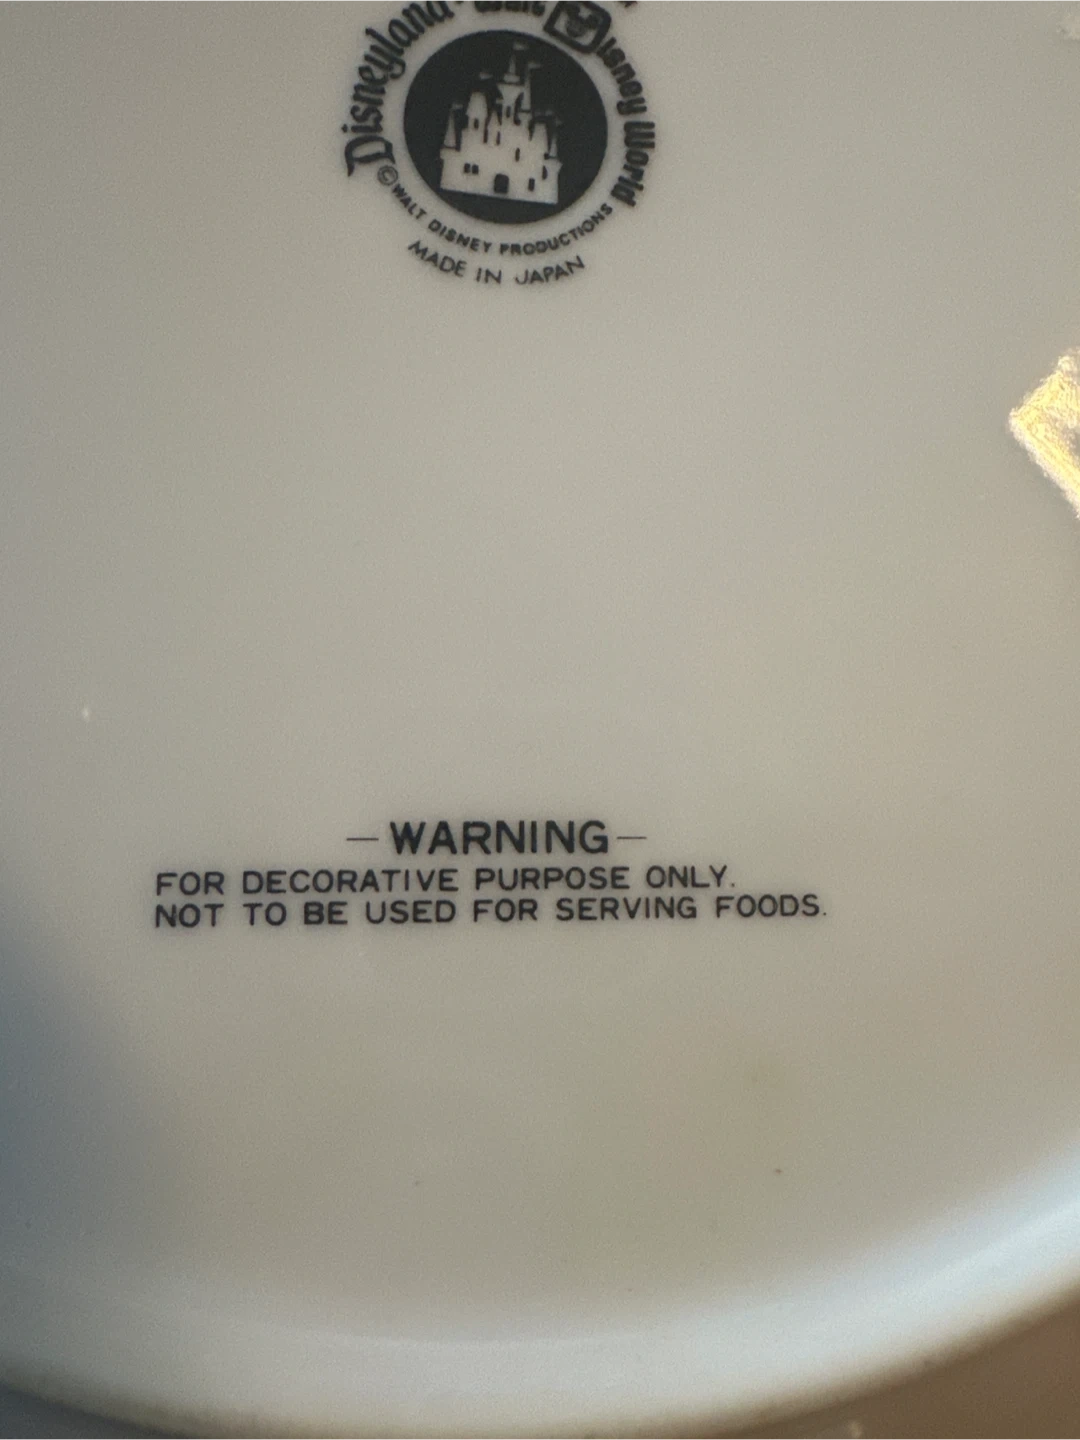 Disneyland · Walt Disney World
© WALT DISNEY PRODUCTIONS
MADE IN JAPAN
— WARNING —
FOR DECORATIVE PURPOSE ONLY.
NOT TO BE USED FOR SERVING FOODS.